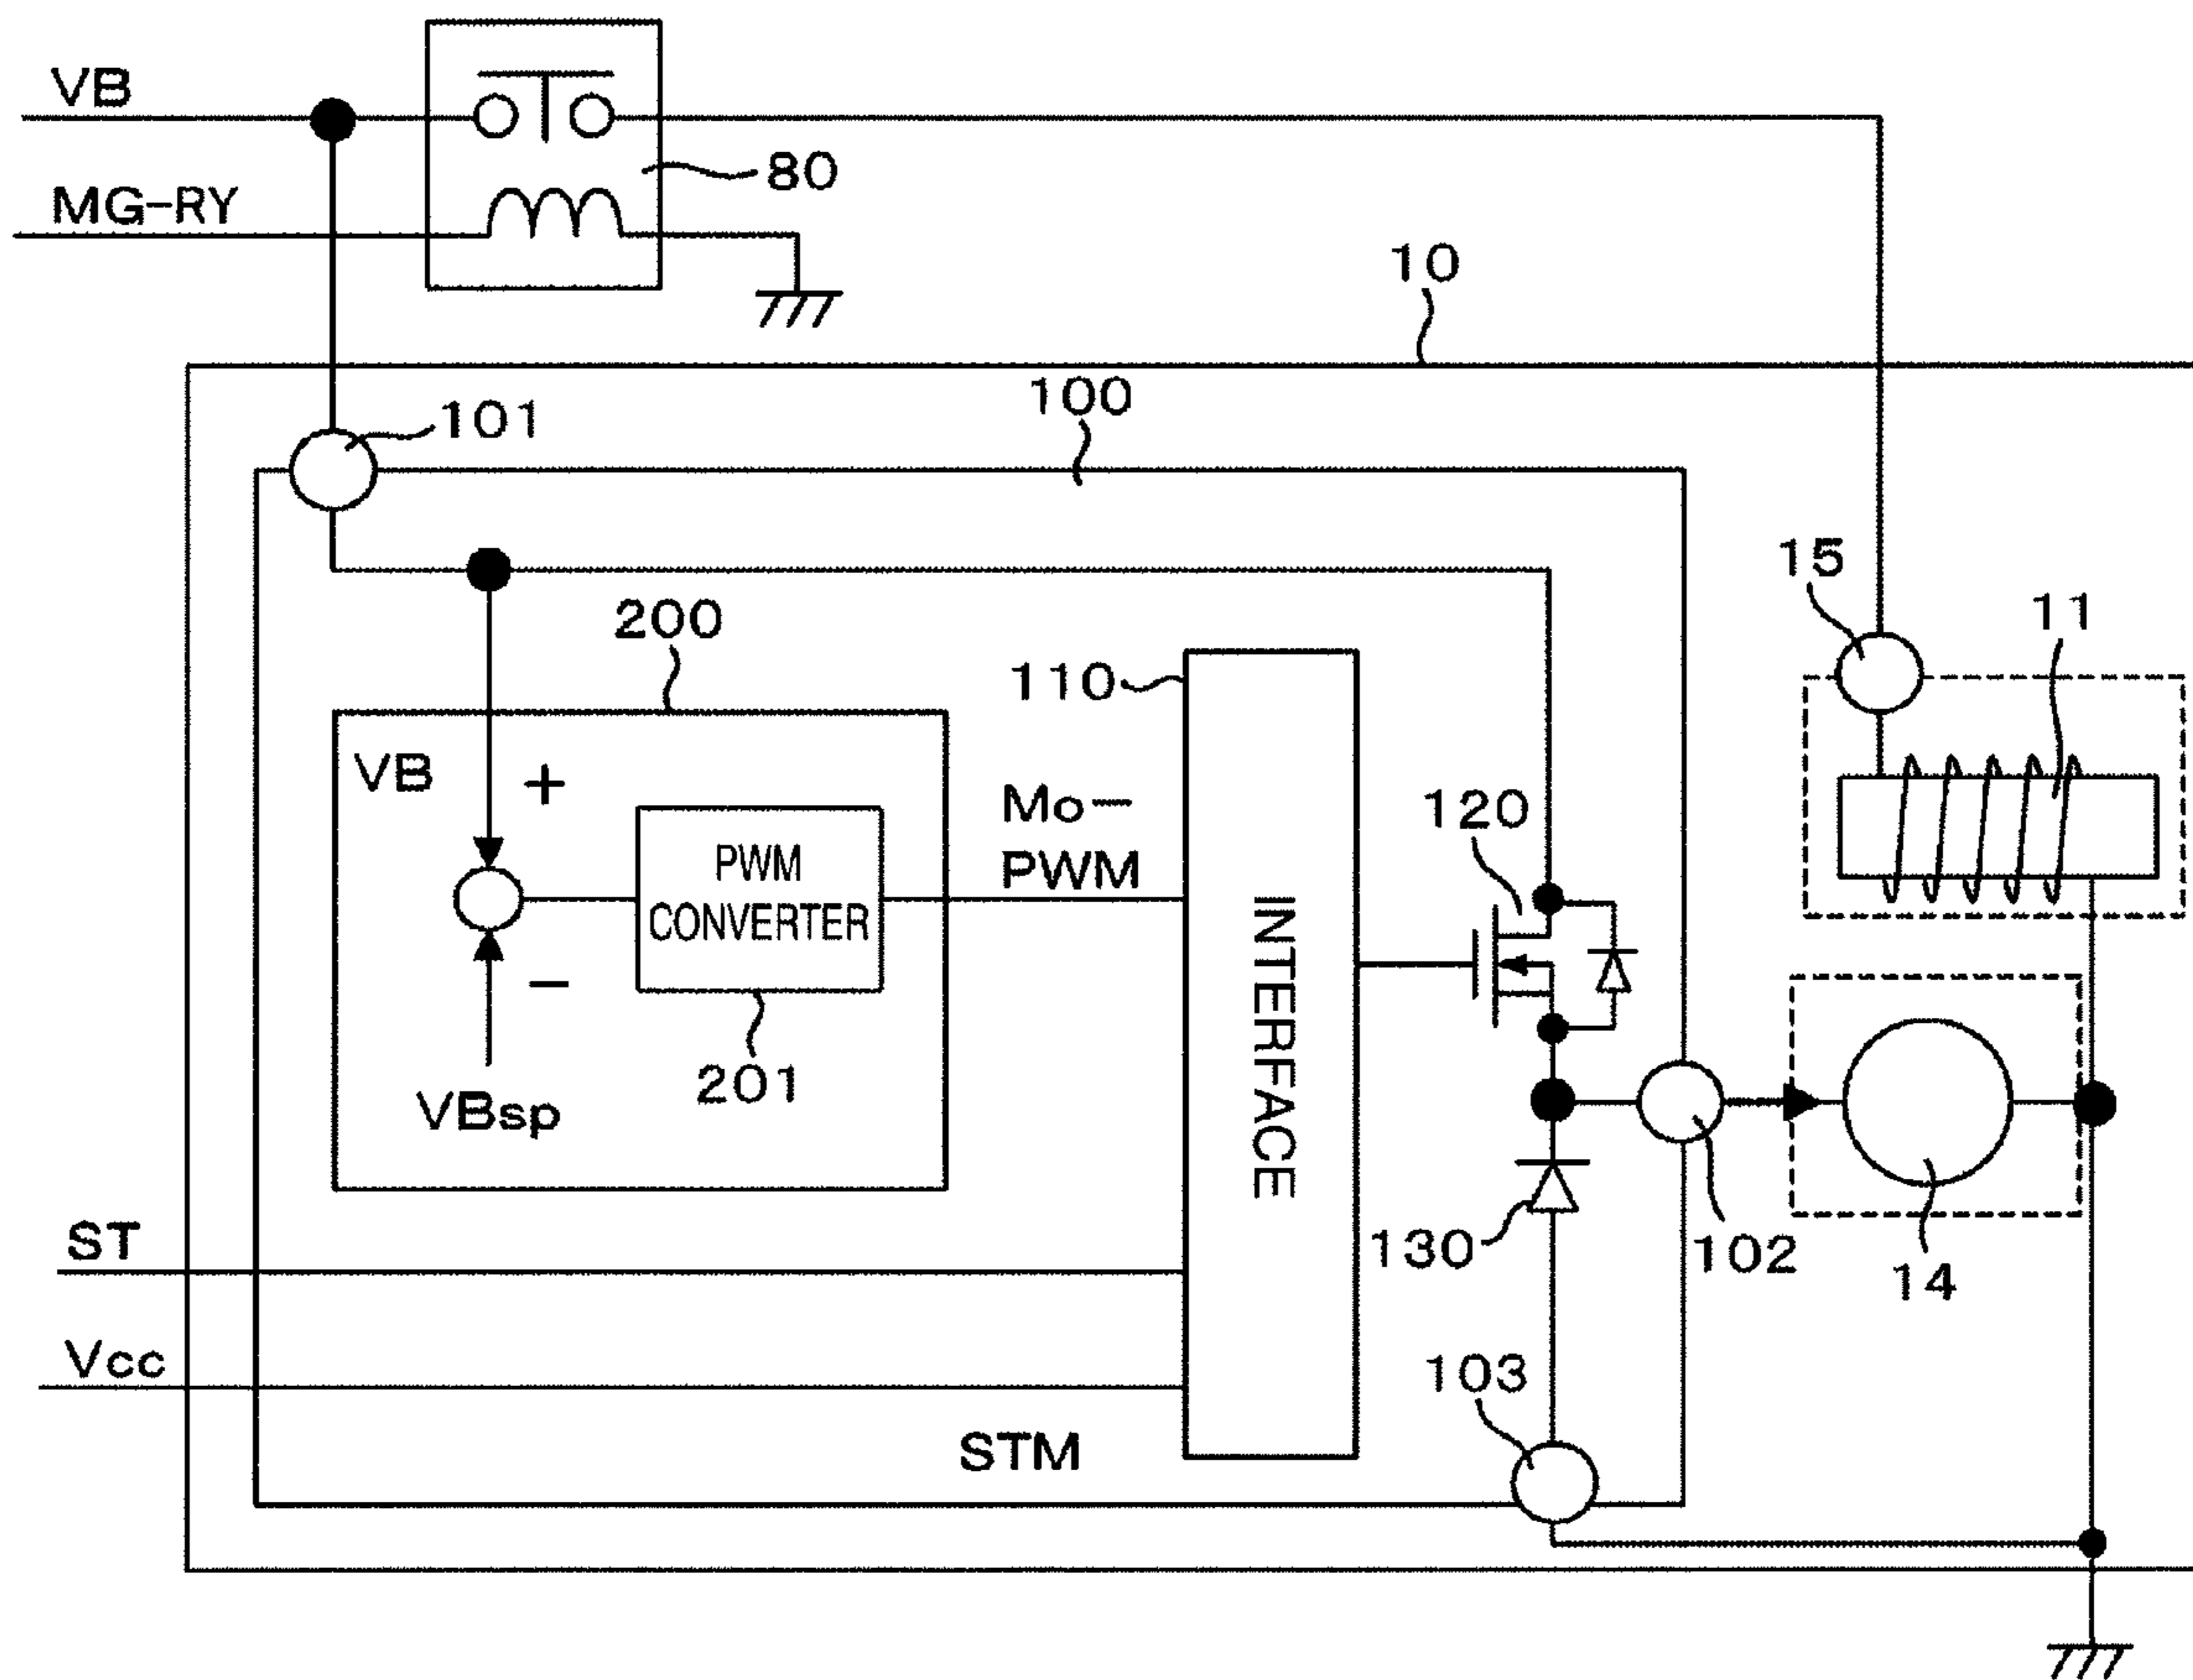 VB
80
MG-RY
10
100
101
15
11
200
110
VB
+
Mo-
PWM
120
PWM
CONVERTER
INTERFACE
−
201
VBsp
ST
130
102
14
Vcc
103
STM